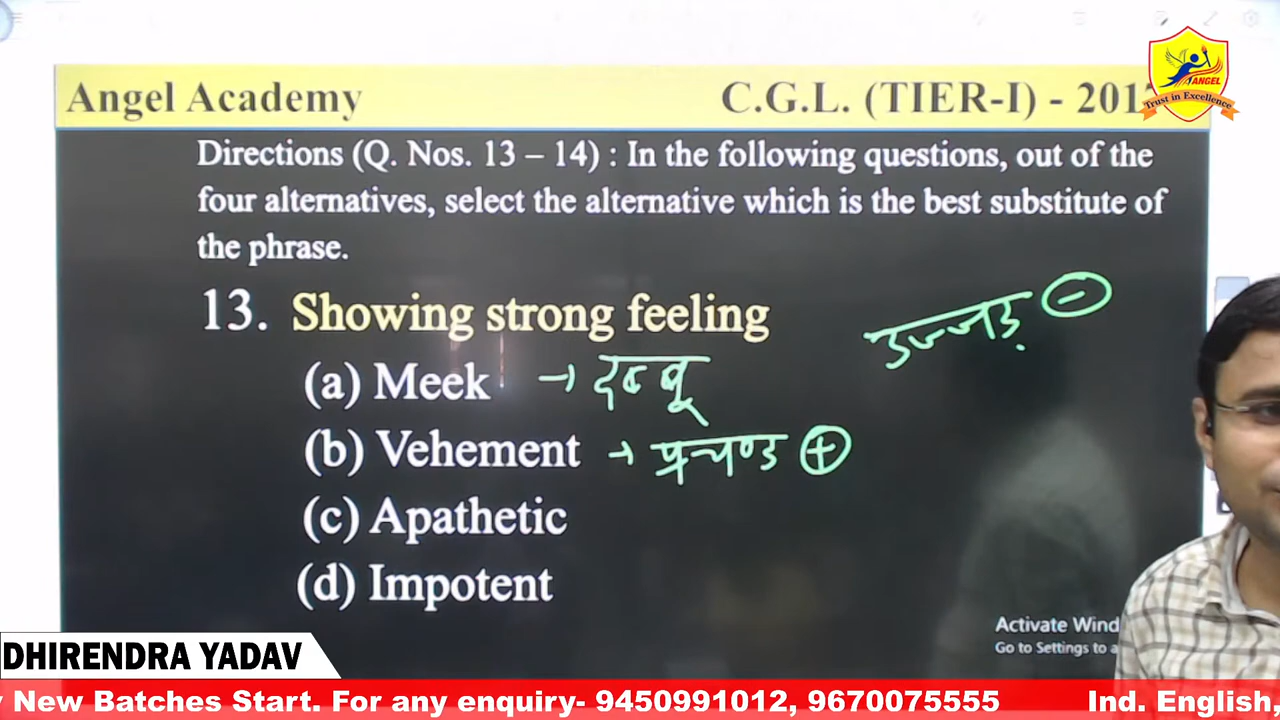 Angel Academy
C.G.L. (TIER-I) - 201
ANGEL
Trust in Excellence
Directions (Q. Nos. 13 – 14) : In the following questions, out of the
four alternatives, select the alternative which is the best substitute of
the phrase.
13. Showing strong feeling
उज्जड़ -
(a) Meek → दब्बू
(b) Vehement → प्रचण्ड +
(c) Apathetic
(d) Impotent
Activate Wind
Go to Settings to a
DHIRENDRA YADAV
New Batches Start. For any enquiry- 9450991012, 9670075555 Ind. English,